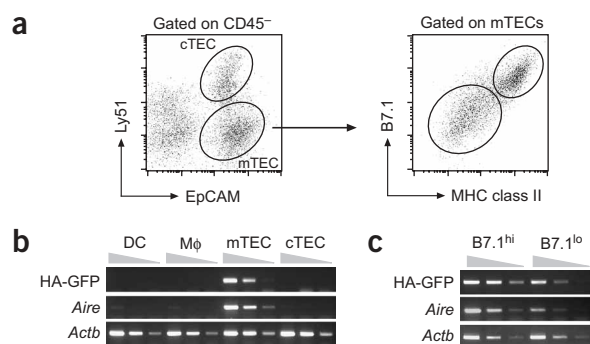 a
Gated on CD45⁻
cTEC
Ly51
mTEC
EpCAM
Gated on mTECs
B7.1
MHC class II
b
DC Mϕ mTEC cTEC
HA-GFP
Aire
Actb
c
B7.1ʰⁱ B7.1ˡᵒ
HA-GFP
Aire
Actb